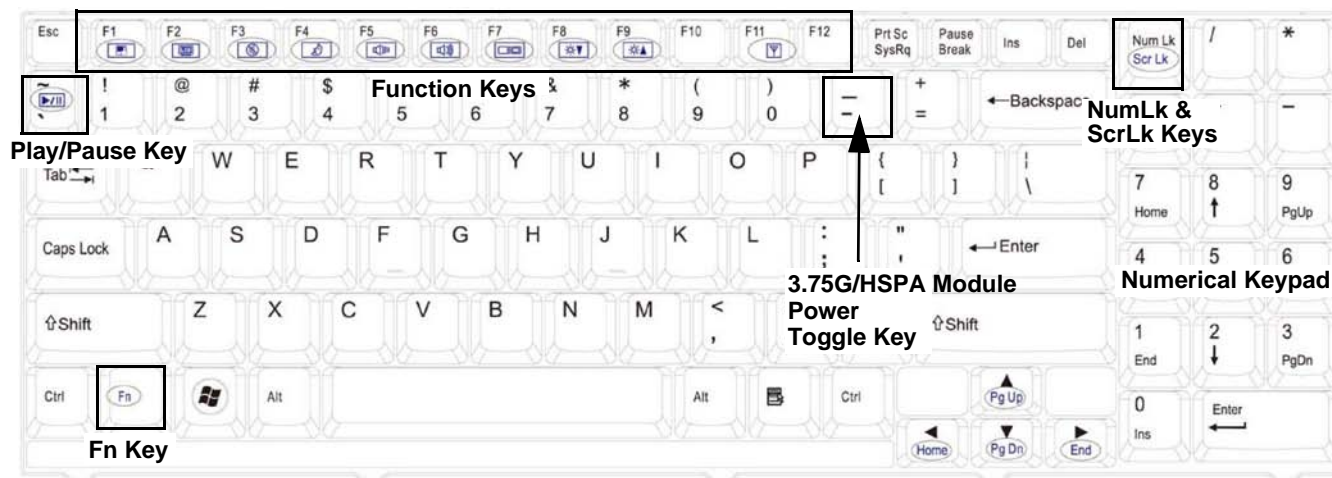 Esc F1 F2 F3 F4 F5 F6 F7 F8 F9 F10 F11 F12 Prt Sc SysRq Pause Break Ins Del Num Lk Scr Lk / *
Function Keys
~ ` ! 1 @ 2 # 3 $ 4 5 6 & 7 * 8 ( 9 ) 0 _ - + = Backspace -
NumLk &
ScrLk Keys
Play/Pause Key
Tab W E R T Y U I O P { [ } ] ¦ \ 7 Home 8 9 PgUp
Caps Lock A S D F G H J K L : ; " ' Enter 4 5 6
Numerical Keypad
3.75G/HSPA Module
Power
Toggle Key
Shift Z X C V B N M < , Shift 1 End 2 3 PgDn
Ctrl Fn Alt Alt Ctrl Pg Up 0 Ins Enter
Fn Key
Home Pg Dn End